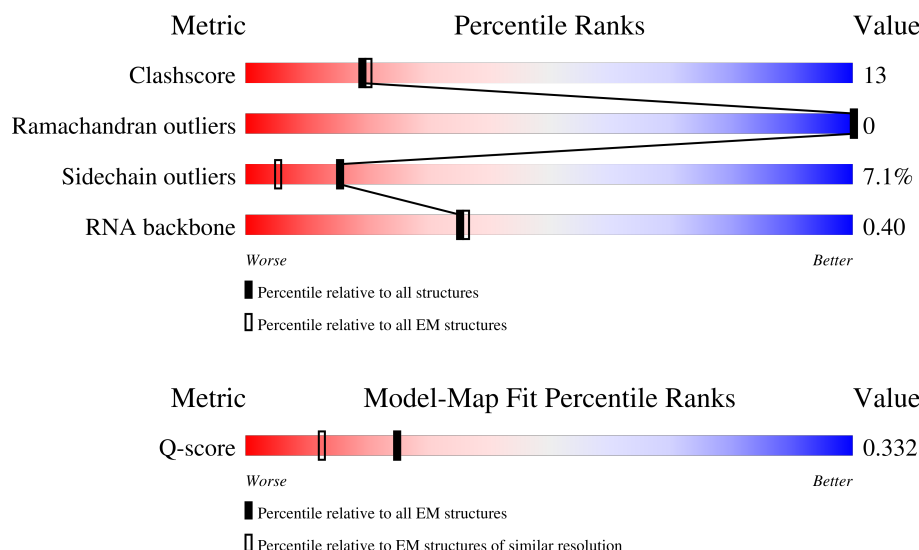 Metric Percentile Ranks Value
Clashscore 13
Ramachandran outliers 0
Sidechain outliers 7.1%
RNA backbone 0.40
Worse Better
Percentile relative to all structures
Percentile relative to all EM structures
Metric Model-Map Fit Percentile Ranks Value
Q-score 0.332
Worse Better
Percentile relative to all EM structures
Percentile relative to EM structures of similar resolution